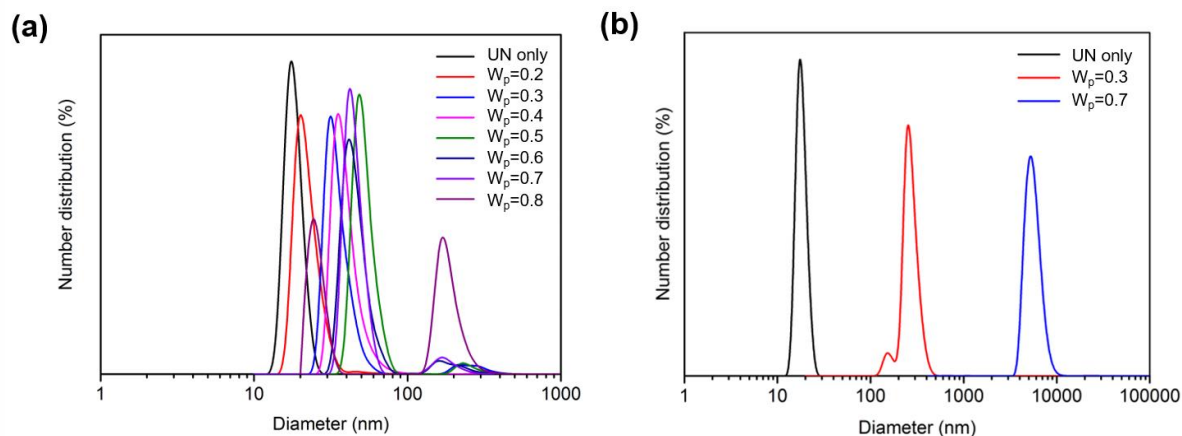 (a)
Number distribution (%)
UN only
Wp=0.2
Wp=0.3
Wp=0.4
Wp=0.5
Wp=0.6
Wp=0.7
Wp=0.8
1 10 100 1000
Diameter (nm)
(b)
Number distribution (%)
UN only
Wp=0.3
Wp=0.7
1 10 100 1000 10000 100000
Diameter (nm)